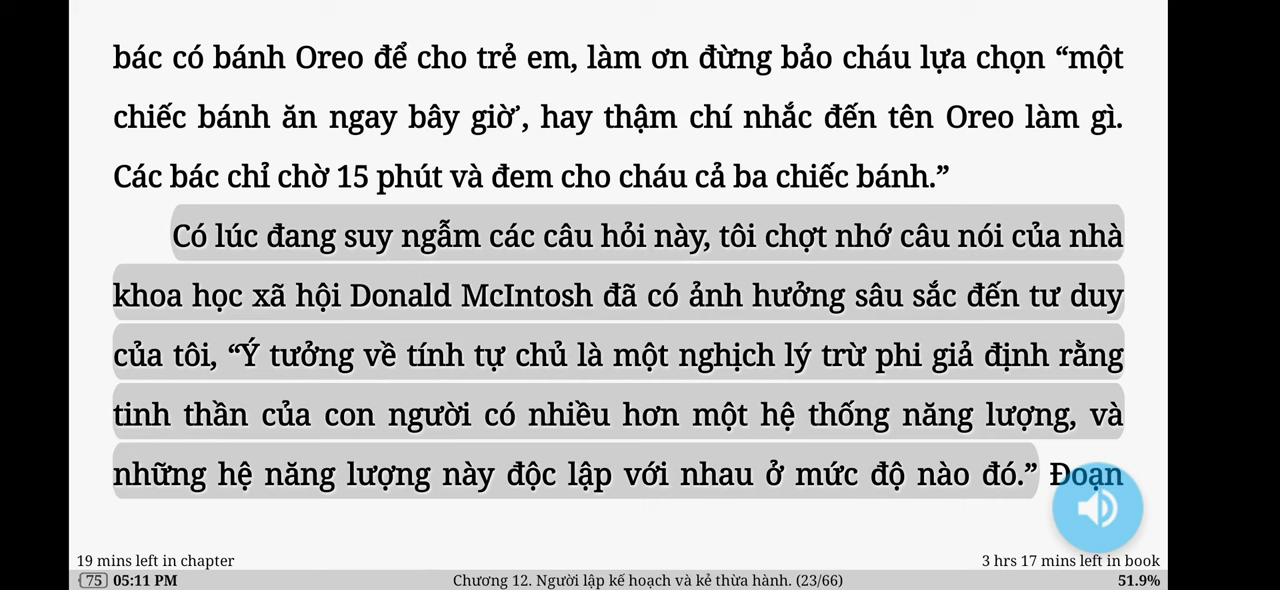 bác có bánh Oreo để cho trẻ em, làm ơn đừng bảo cháu lựa chọn “một
chiếc bánh ăn ngay bây giờ’, hay thậm chí nhắc đến tên Oreo làm gì.
Các bác chỉ chờ 15 phút và đem cho cháu cả ba chiếc bánh.”
Có lúc đang suy ngẫm các câu hỏi này, tôi chợt nhớ câu nói của nhà
khoa học xã hội Donald McIntosh đã có ảnh hưởng sâu sắc đến tư duy
của tôi, “Ý tưởng về tính tự chủ là một nghịch lý trừ phi giả định rằng
tinh thần của con người có nhiều hơn một hệ thống năng lượng, và
những hệ năng lượng này độc lập với nhau ở mức độ nào đó.” Đoạn
19 mins left in chapter
3 hrs 17 mins left in book
75 05:11 PM
Chương 12. Người lập kế hoạch và kẻ thừa hành. (23/66)
51.9%